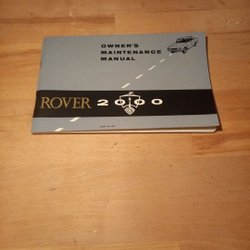 OWNER'S
MAINTENANCE
MANUAL
ROVER 2000